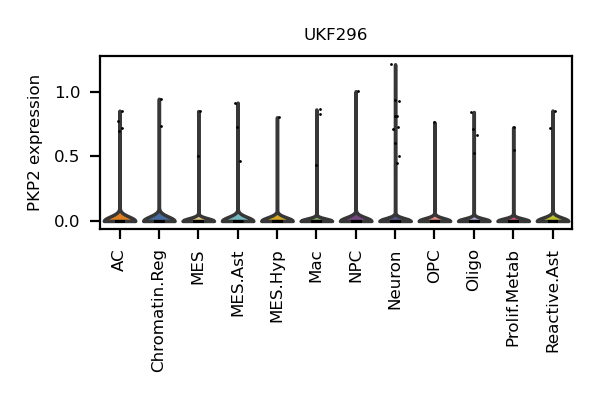 UKF296
PKP2 expression
1.0
0.5
0.0
AC
Chromatin.Reg
MES
MES.Ast
MES.Hyp
Mac
NPC
Neuron
OPC
Oligo
Prolif.Metab
Reactive.Ast